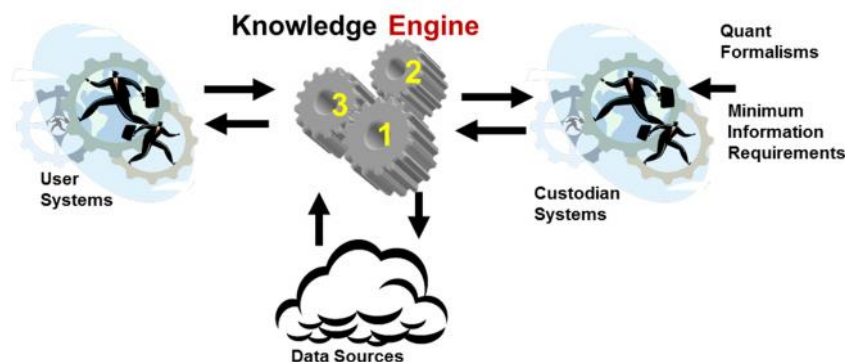 Knowledge Engine
Quant
Formalisms
2
3
1
Minimum
Information
Requirements
User
Systems
Custodian
Systems
Data Sources